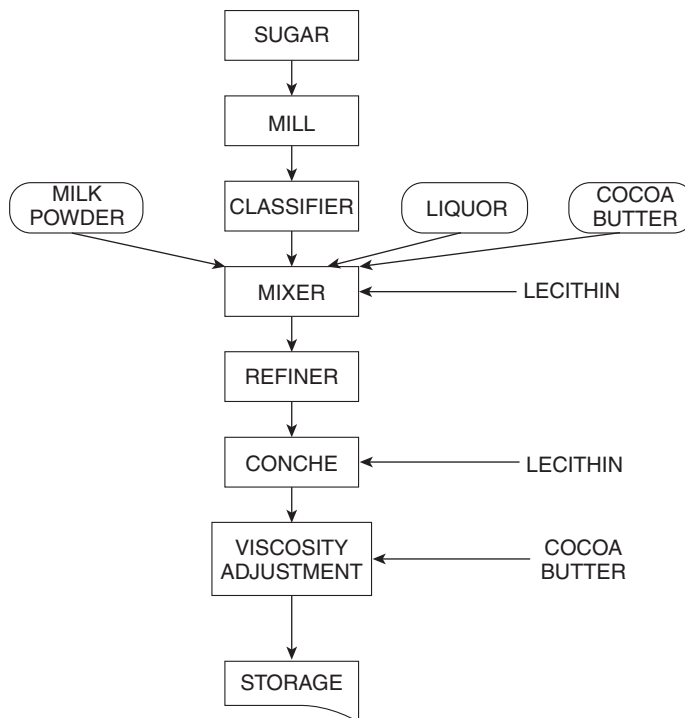 SUGAR
MILL
MILK
POWDER
CLASSIFIER
LIQUOR
COCOA
BUTTER
MIXER
LECITHIN
REFINER
CONCHE
LECITHIN
VISCOSITY
ADJUSTMENT
COCOA
BUTTER
STORAGE